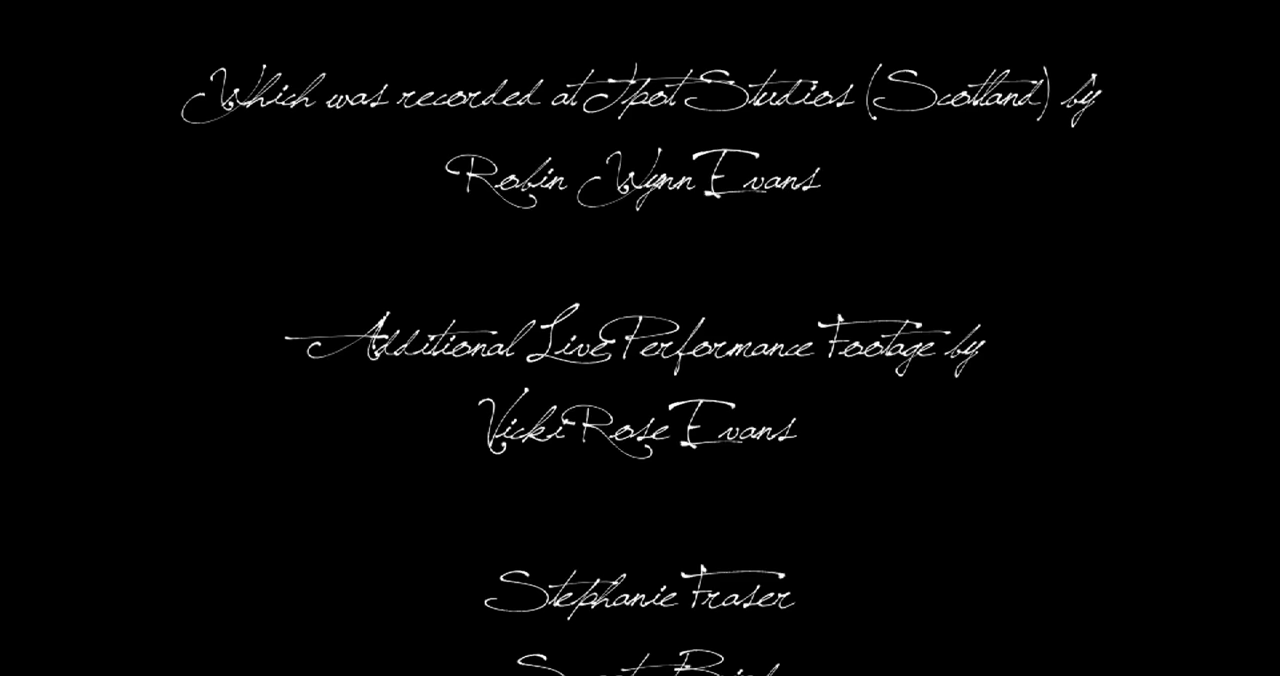 Which was recorded at Tpot Studios (Scotland) by
Robin Wynn Evans
Additional Live Performance Footage by
Vicki Rose Evans
Stephanie Fraser